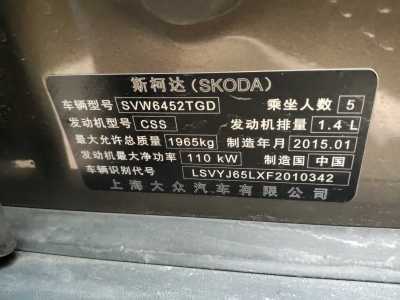 斯柯达(SKODA)
车辆型号 SVW6452TGD 乘坐人数 5
发动机型号 CSS 发动机排量 1.4 L
最大允许总质量 1965kg 制造年月 2015.01
发动机最大净功率 110 kW 制造国 中国
车辆识别代号 LSVYJ65LXF2010342
上海大众汽车有限公司